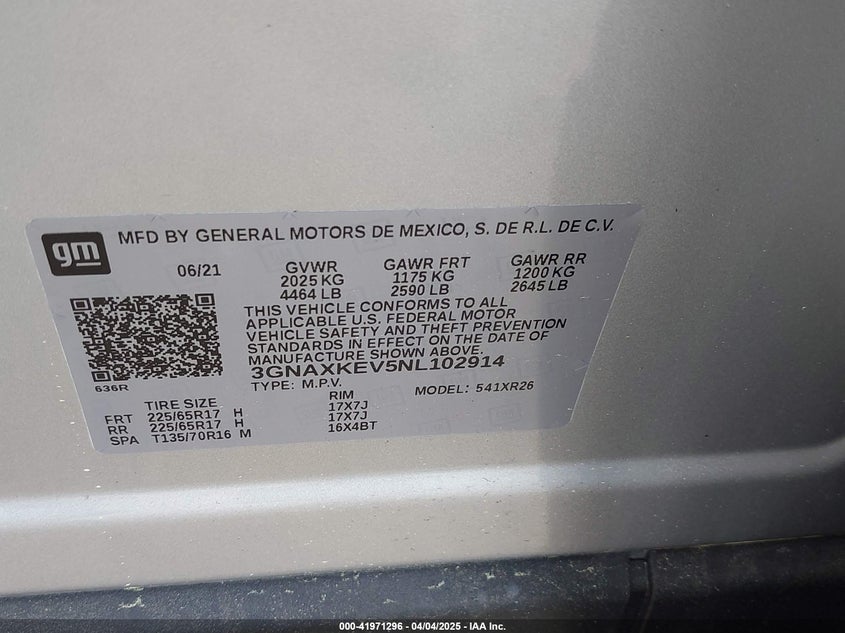 gm
MFD BY GENERAL MOTORS DE MEXICO, S. DE R.L. DE C.V.
06/21 GVWR GAWR FRT GAWR RR
2025 KG 1175 KG 1200 KG
4464 LB 2590 LB 2645 LB
THIS VEHICLE CONFORMS TO ALL
APPLICABLE U.S. FEDERAL MOTOR
VEHICLE SAFETY AND THEFT PREVENTION
STANDARDS IN EFFECT ON THE DATE OF
MANUFACTURE SHOWN ABOVE.
3GNAXKEV5NL102914
636R
TYPE: M.P.V. MODEL: 541XR26
TIRE SIZE RIM
FRT 225/65R17 H 17X7J
RR 225/65R17 H 17X7J
SPA T135/70R16 M 16X4BT
000-41971296 - 04/04/2025 - IAA Inc.